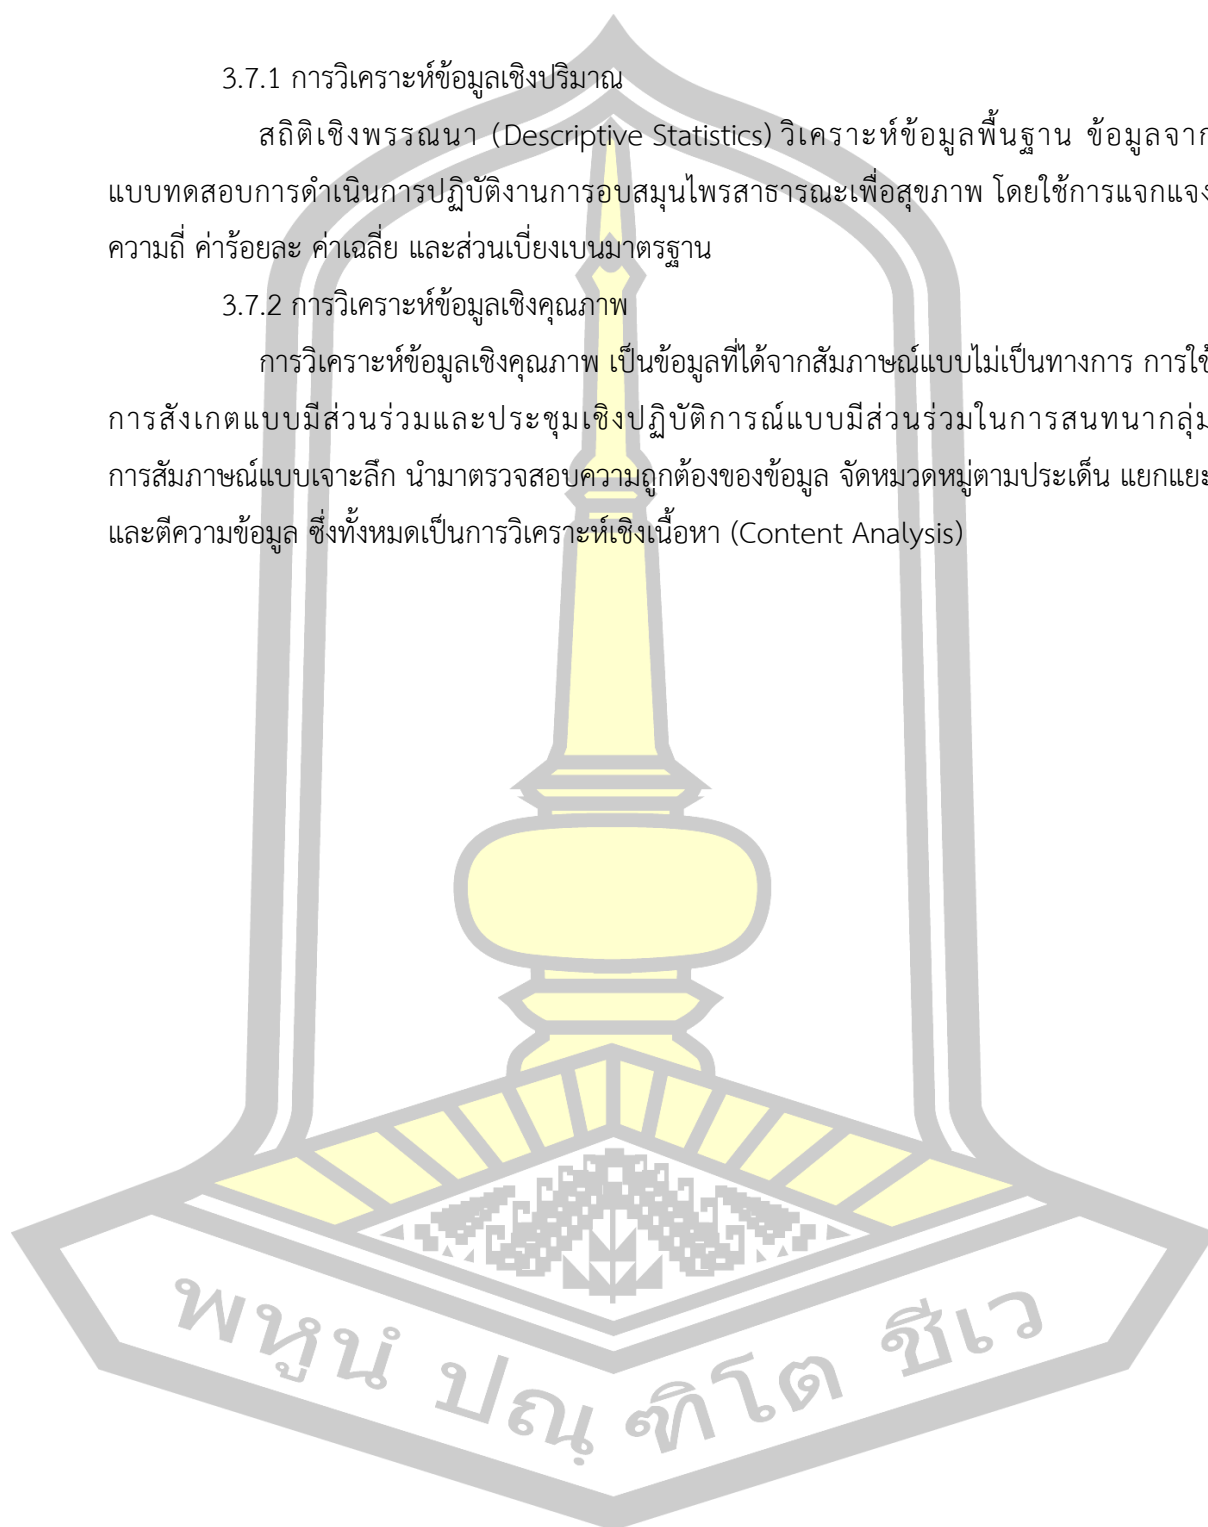 3.7.1 การวิเคราะห์ข้อมูลเชิงปริมาณ
สถิติเชิงพรรณนา (Descriptive Statistics) วิเคราะห์ข้อมูลพื้นฐาน ข้อมูลจาก
แบบทดสอบการดำเนินการปฏิบัติงานการอบสมุนไพรสาธารณะเพื่อสุขภาพ โดยใช้การแจกแจง
ความถี่ ค่าร้อยละ ค่าเฉลี่ย และส่วนเบี่ยงเบนมาตรฐาน
3.7.2 การวิเคราะห์ข้อมูลเชิงคุณภาพ
การวิเคราะห์ข้อมูลเชิงคุณภาพ เป็นข้อมูลที่ได้จากสัมภาษณ์แบบไม่เป็นทางการ การใช้
การสังเกตแบบมีส่วนร่วมและประชุมเชิงปฏิบัติการณ์แบบมีส่วนร่วมในการสนทนากลุ่ม
การสัมภาษณ์แบบเจาะลึก นำมาตรวจสอบความถูกต้องของข้อมูล จัดหมวดหมู่ตามประเด็น แยกแยะ
และตีความข้อมูล ซึ่งทั้งหมดเป็นการวิเคราะห์เชิงเนื้อหา (Content Analysis)
พหูนํ ปณฺ ฑิโต ชีเว